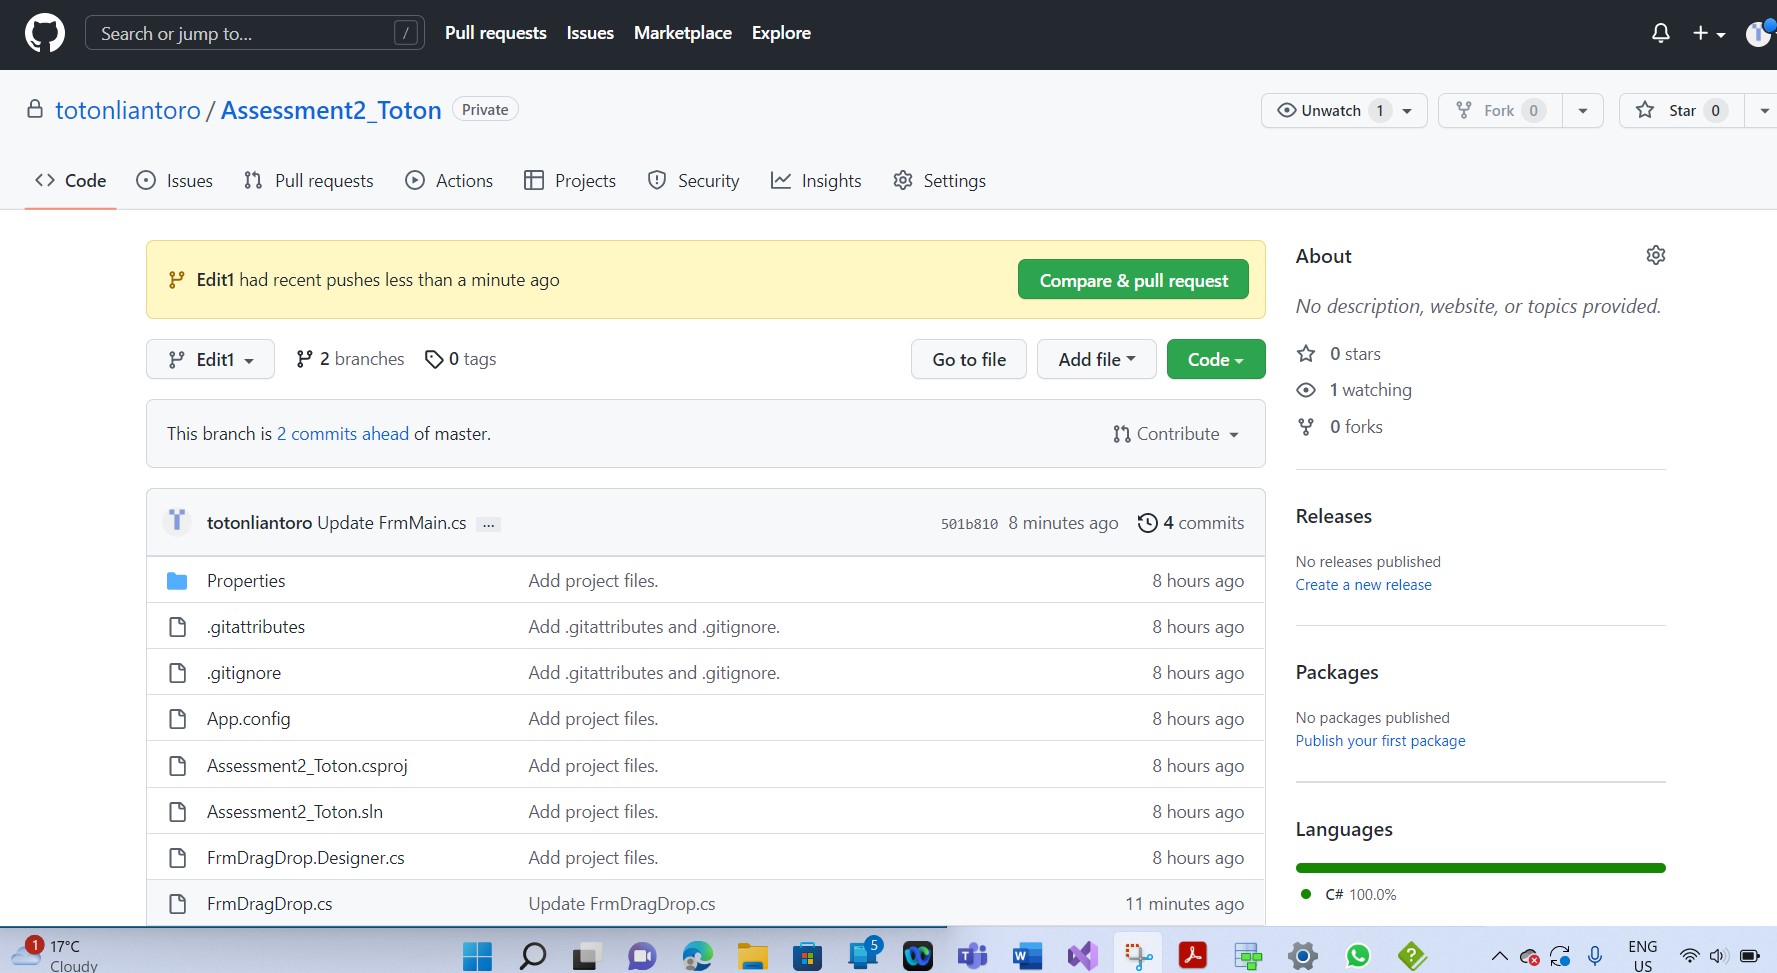 Search or jump to... /
Pull requests Issues Marketplace Explore
totonliantoro / Assessment2_Toton Private
Unwatch 1 Fork 0 Star 0
Code Issues Pull requests Actions Projects Security Insights Settings
Edit1 had recent pushes less than a minute ago
Compare & pull request
Edit1 2 branches 0 tags
Go to file Add file Code
This branch is 2 commits ahead of master.
Contribute
totonliantoro Update FrmMain.cs ...
501b810 8 minutes ago 4 commits
Properties Add project files. 8 hours ago
.gitattributes Add .gitattributes and .gitignore. 8 hours ago
.gitignore Add .gitattributes and .gitignore. 8 hours ago
App.config Add project files. 8 hours ago
Assessment2_Toton.csproj Add project files. 8 hours ago
Assessment2_Toton.sln Add project files. 8 hours ago
FrmDragDrop.Designer.cs Add project files. 8 hours ago
FrmDragDrop.cs Update FrmDragDrop.cs 11 minutes ago
About
No description, website, or topics provided.
0 stars
1 watching
0 forks
Releases
No releases published
Create a new release
Packages
No packages published
Publish your first package
Languages
C# 100.0%
1 17°C
Cloudy
5
ENG
US